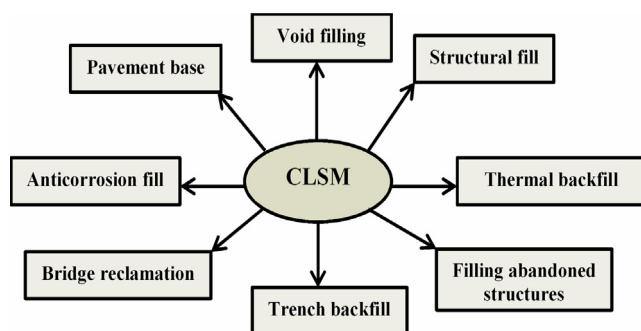 Void filling
Pavement base
Structural fill
Anticorrosion fill
CLSM
Thermal backfill
Bridge reclamation
Filling abandoned
structures
Trench backfill